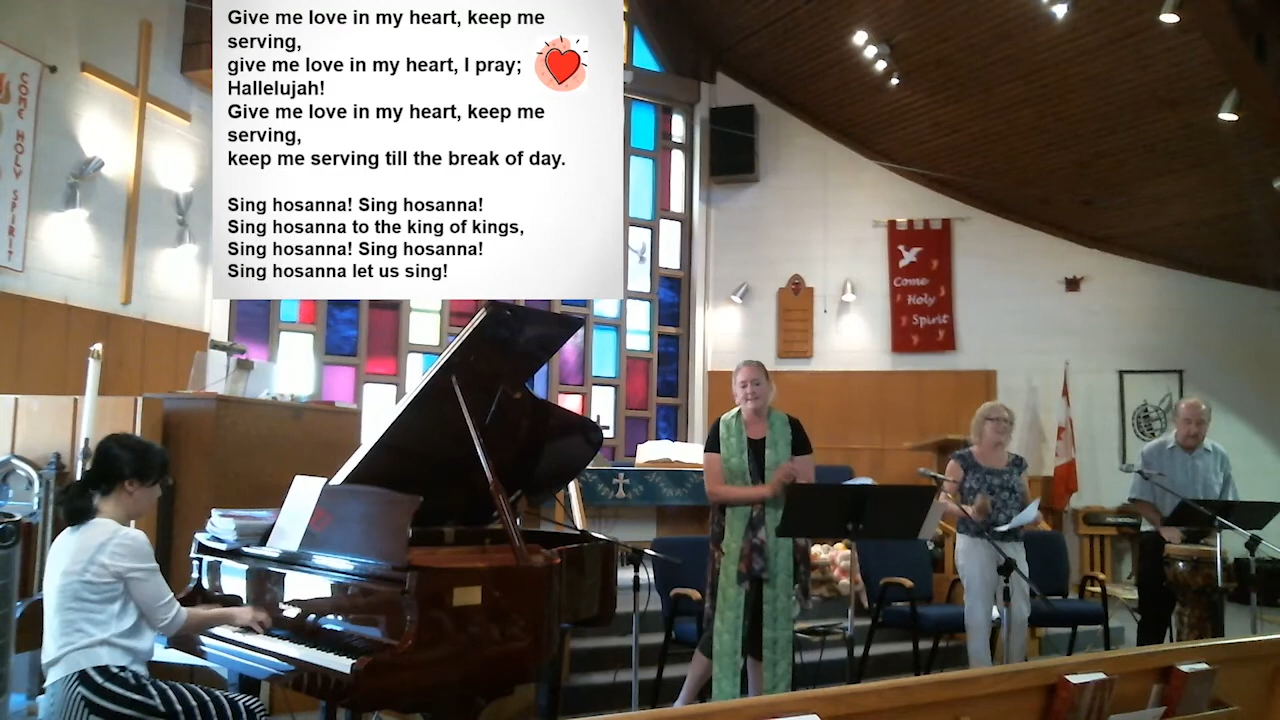 Give me love in my heart, keep me
serving,
give me love in my heart, I pray;
Hallelujah!
Give me love in my heart, keep me
serving,
keep me serving till the break of day.
Sing hosanna! Sing hosanna!
Sing hosanna to the king of kings,
Sing hosanna! Sing hosanna!
Sing hosanna let us sing!
COME HOLY SPIRIT
Come
Holy
Spirit